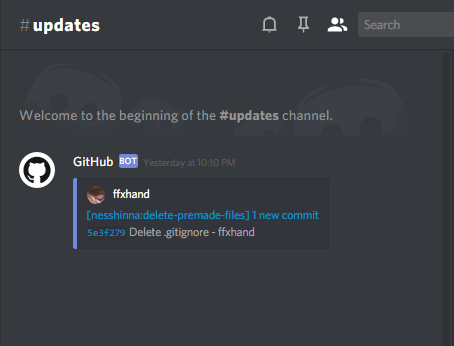 #updates
Search
Welcome to the beginning of the #updates channel.
GitHub BOT Yesterday at 10:10 PM
ffxhand
[nesshinna:delete-premade-files] 1 new commit
5e3f279 Delete .gitignore - ffxhand